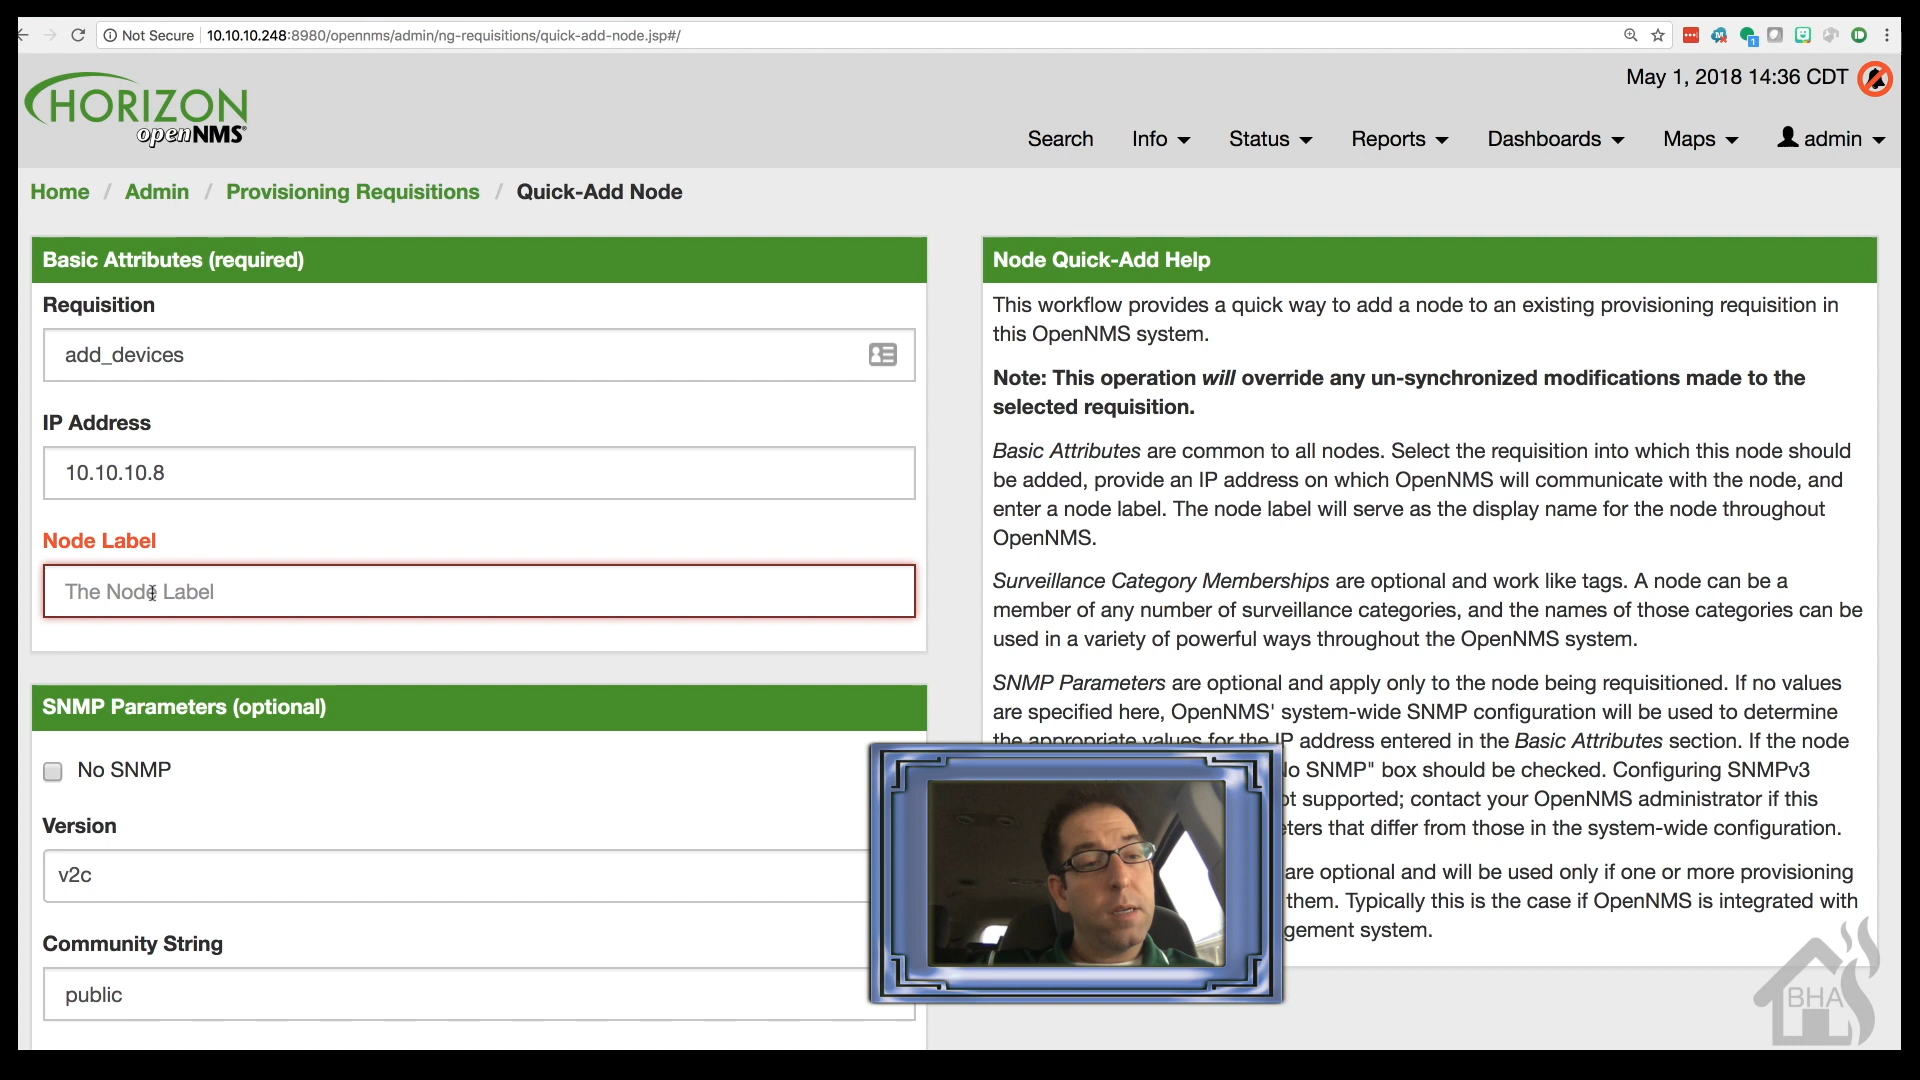 Not Secure
10.10.10.248:8980/opennms/admin/ng-requisitions/quick-add-node.jsp#/
1
HORIZON
openNMS
May 1, 2018 14:36 CDT
Search
Info
Status
Reports
Dashboards
Maps
admin
Home / Admin / Provisioning Requisitions / Quick-Add Node
Basic Attributes (required)
Requisition
add_devices
IP Address
10.10.10.8
Node Label
The Node Label
SNMP Parameters (optional)
No SNMP
Version
v2c
Community String
public
Node Quick-Add Help
This workflow provides a quick way to add a node to an existing provisioning requisition in
this OpenNMS system.
Note: This operation will override any un-synchronized modifications made to the
selected requisition.
Basic Attributes are common to all nodes. Select the requisition into which this node should
be added, provide an IP address on which OpenNMS will communicate with the node, and
enter a node label. The node label will serve as the display name for the node throughout
OpenNMS.
Surveillance Category Memberships are optional and work like tags. A node can be a
member of any number of surveillance categories, and the names of those categories can be
used in a variety of powerful ways throughout the OpenNMS system.
SNMP Parameters are optional and apply only to the node being requisitioned. If no values
are specified here, OpenNMS' system-wide SNMP configuration will be used to determine
the appropriate values for the IP address entered in the Basic Attributes section. If the node
SNMP" box should be checked. Configuring SNMPv3
supported; contact your OpenNMS administrator if this
that differ from those in the system-wide configuration.
are optional and will be used only if one or more provisioning
them. Typically this is the case if OpenNMS is integrated with
system.
BHA